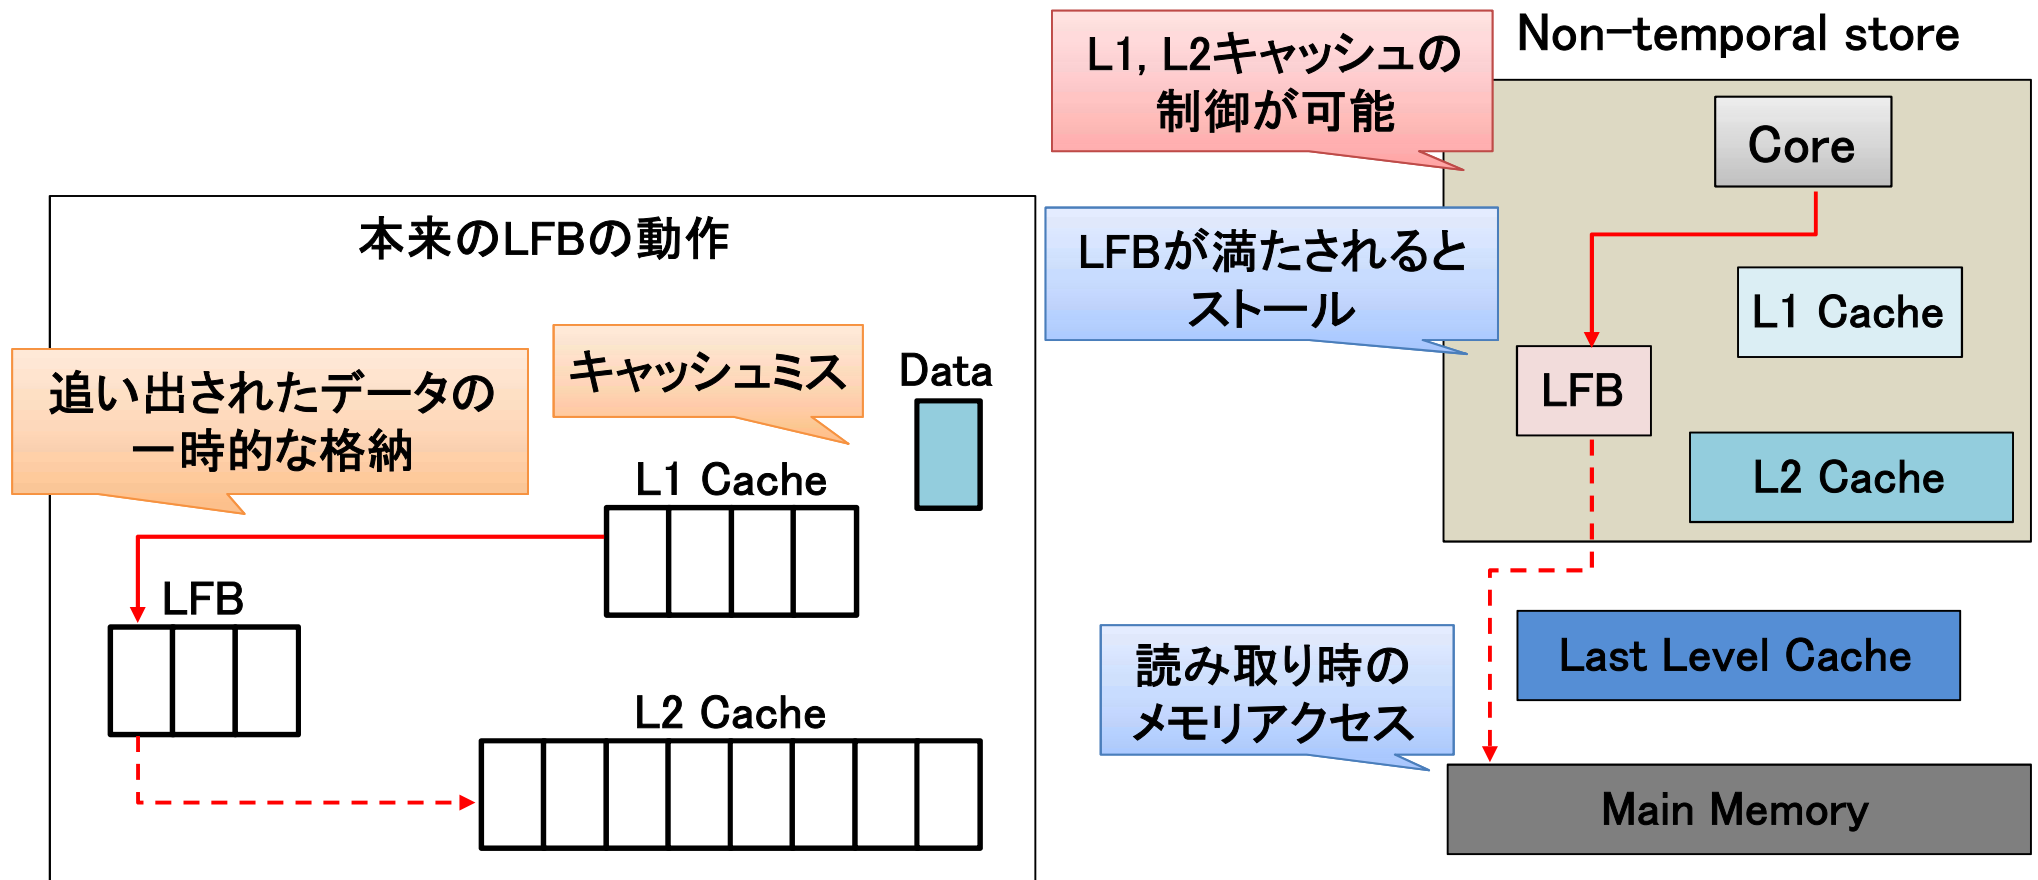 本来のLFBの動作
追い出されたデータの
一時的な格納
キャッシュミス
Data
L1 Cache
LFB
L2 Cache
Non-temporal store
L1, L2キャッシュの
制御が可能
Core
LFBが満たされると
ストール
L1 Cache
LFB
L2 Cache
Last Level Cache
読み取り時の
メモリアクセス
Main Memory